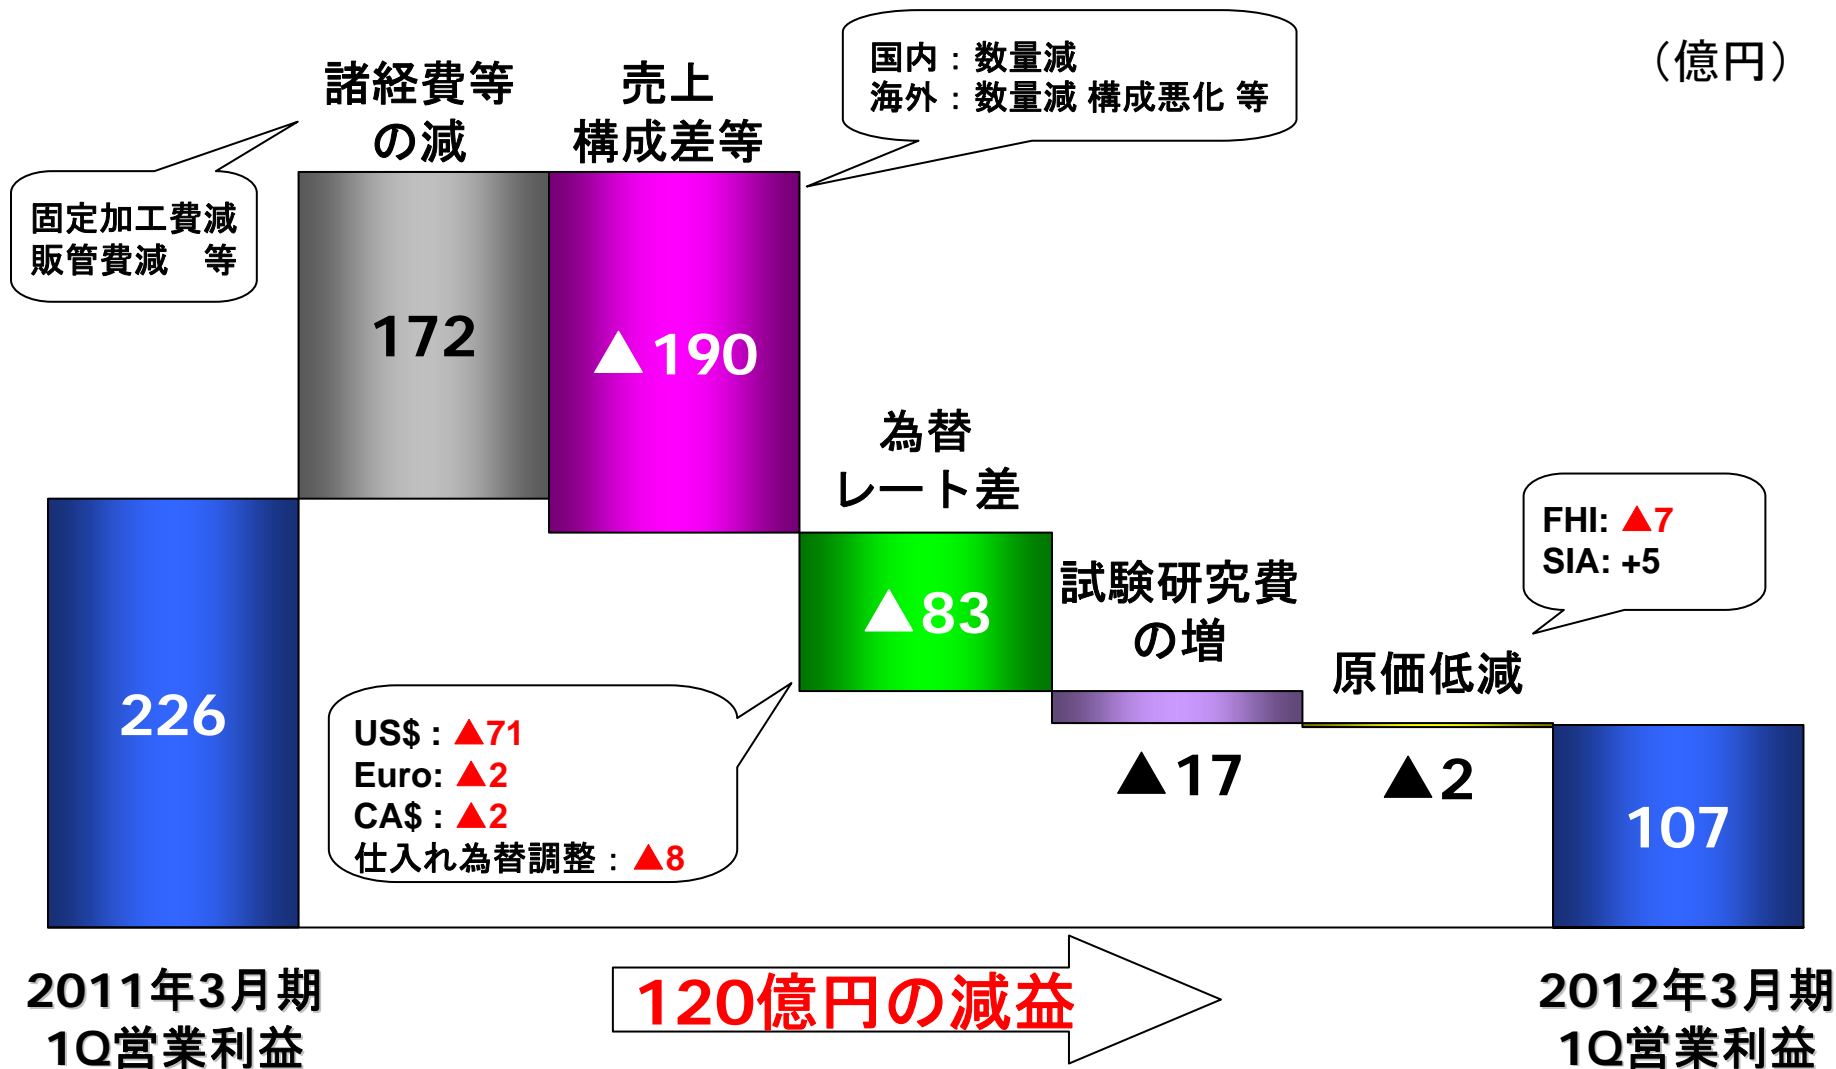 （億円）
国内：数量減
海外：数量減 構成悪化 等
諸経費等
の減
売上
構成差等
固定加工費減
販管費減　等
172
▲190
為替
レート差
FHI: ▲7
SIA: +5
▲83
試験研究費
の増
原価低減
226
US$ : ▲71
Euro: ▲2
CA$ : ▲2
仕入れ為替調整：▲8
▲17
▲2
107
2011年3月期
1Q営業利益
120億円の減益
2012年3月期
1Q営業利益